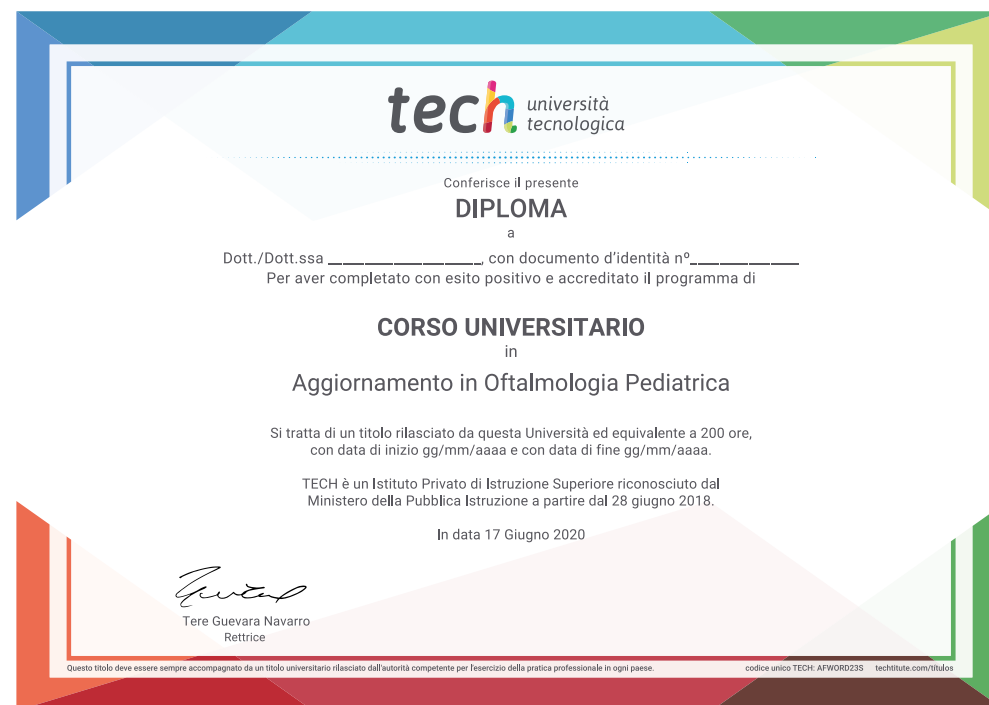 tech università
tecnologica
Conferisce il presente
DIPLOMA
a
Dott./Dott.ssa ____________________, con documento d'identità nº______________
Per aver completato con esito positivo e accreditato il programma di
CORSO UNIVERSITARIO
in
Aggiornamento in Oftalmologia Pediatrica
Si tratta di un titolo rilasciato da questa Università ed equivalente a 200 ore,
con data di inizio gg/mm/aaaa e con data di fine gg/mm/aaaa.
TECH è un Istituto Privato di Istruzione Superiore riconosciuto dal
Ministero della Pubblica Istruzione a partire dal 28 giugno 2018.
In data 17 Giugno 2020
Tere Guevara Navarro
Rettrice
Questo titolo deve essere sempre accompagnato da un titolo universitario rilasciato dall'autorità competente per l'esercizio della pratica professionale in ogni paese.
codice unico TECH: AFWORD23S techtitute.com/títulos